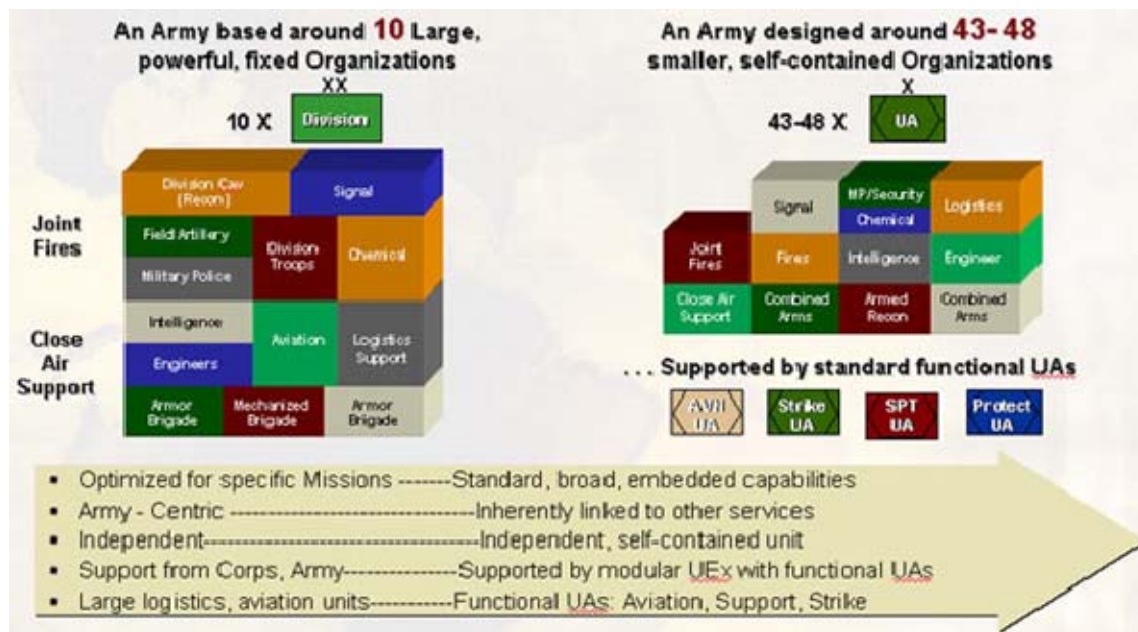 An Army based around 10 Large,
powerful, fixed Organizations
XX
10 X Division
Division Cav
(Recon)
Signal
Joint
Fires
Field Artillery
Military Police
Division
Troops
Chemical
Close
Air
Support
Intelligence
Engineers
Aviation
Logistics
Support
Armor
Brigade
Mechanized
Brigade
Armor
Brigade
An Army designed around 43-48
smaller, self-contained Organizations
X
43-48 X UA
Signal
MP/Security
Chemical
Logistics
Joint
Fires
Fires
Intelligence
Engineer
Close Air
Support
Combined
Arms
Armed
Recon
Combined
Arms
. . . Supported by standard functional UAs
AVN
UA
Strike
UA
SPT
UA
Protect
UA
▪ Optimized for specific Missions -------Standard, broad, embedded capabilities
▪ Army - Centric --------------------------------Inherently linked to other services
▪ Independent------------------------------------Independent, self-contained unit
▪ Support from Corps, Army---------------Supported by modular UEx with functional UAs
▪ Large logistics, aviation units----------Functional UAs: Aviation, Support, Strike